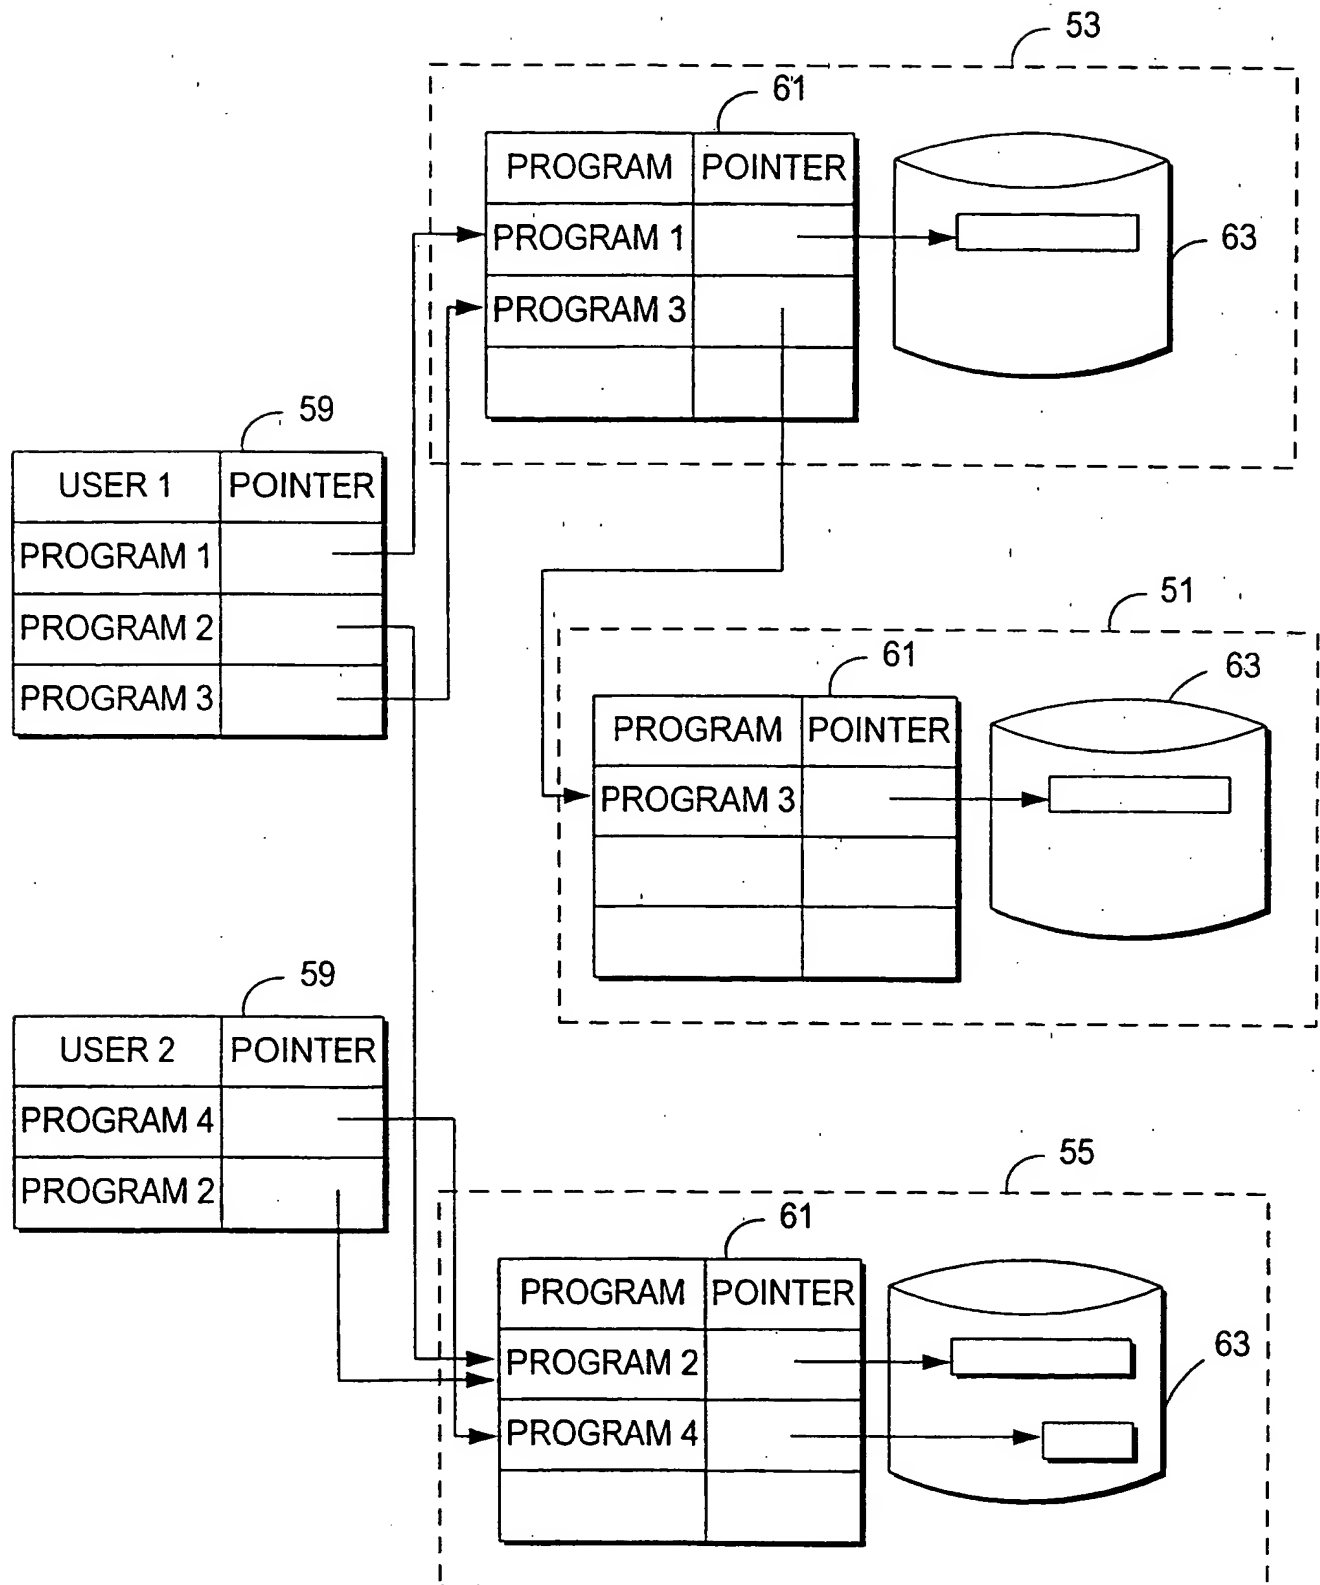 53
61
PROGRAM POINTER
PROGRAM 1
PROGRAM 3
63
59
USER 1 POINTER
PROGRAM 1
PROGRAM 2
PROGRAM 3
51
61
63
PROGRAM POINTER
PROGRAM 3
59
USER 2 POINTER
PROGRAM 4
PROGRAM 2
55
61
PROGRAM POINTER
PROGRAM 2
PROGRAM 4
63